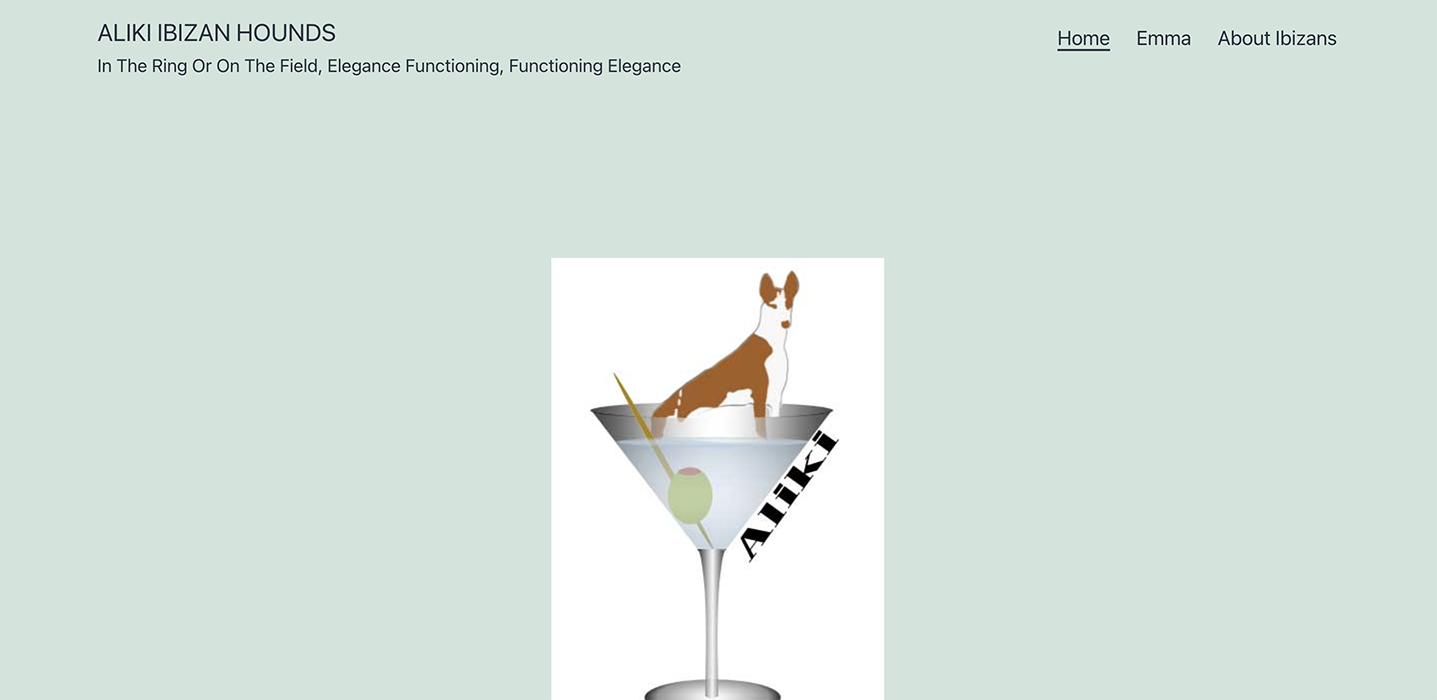 ALIKI IBIZAN HOUNDS
In The Ring Or On The Field, Elegance Functioning, Functioning Elegance
Home Emma About Ibizans
Aliki